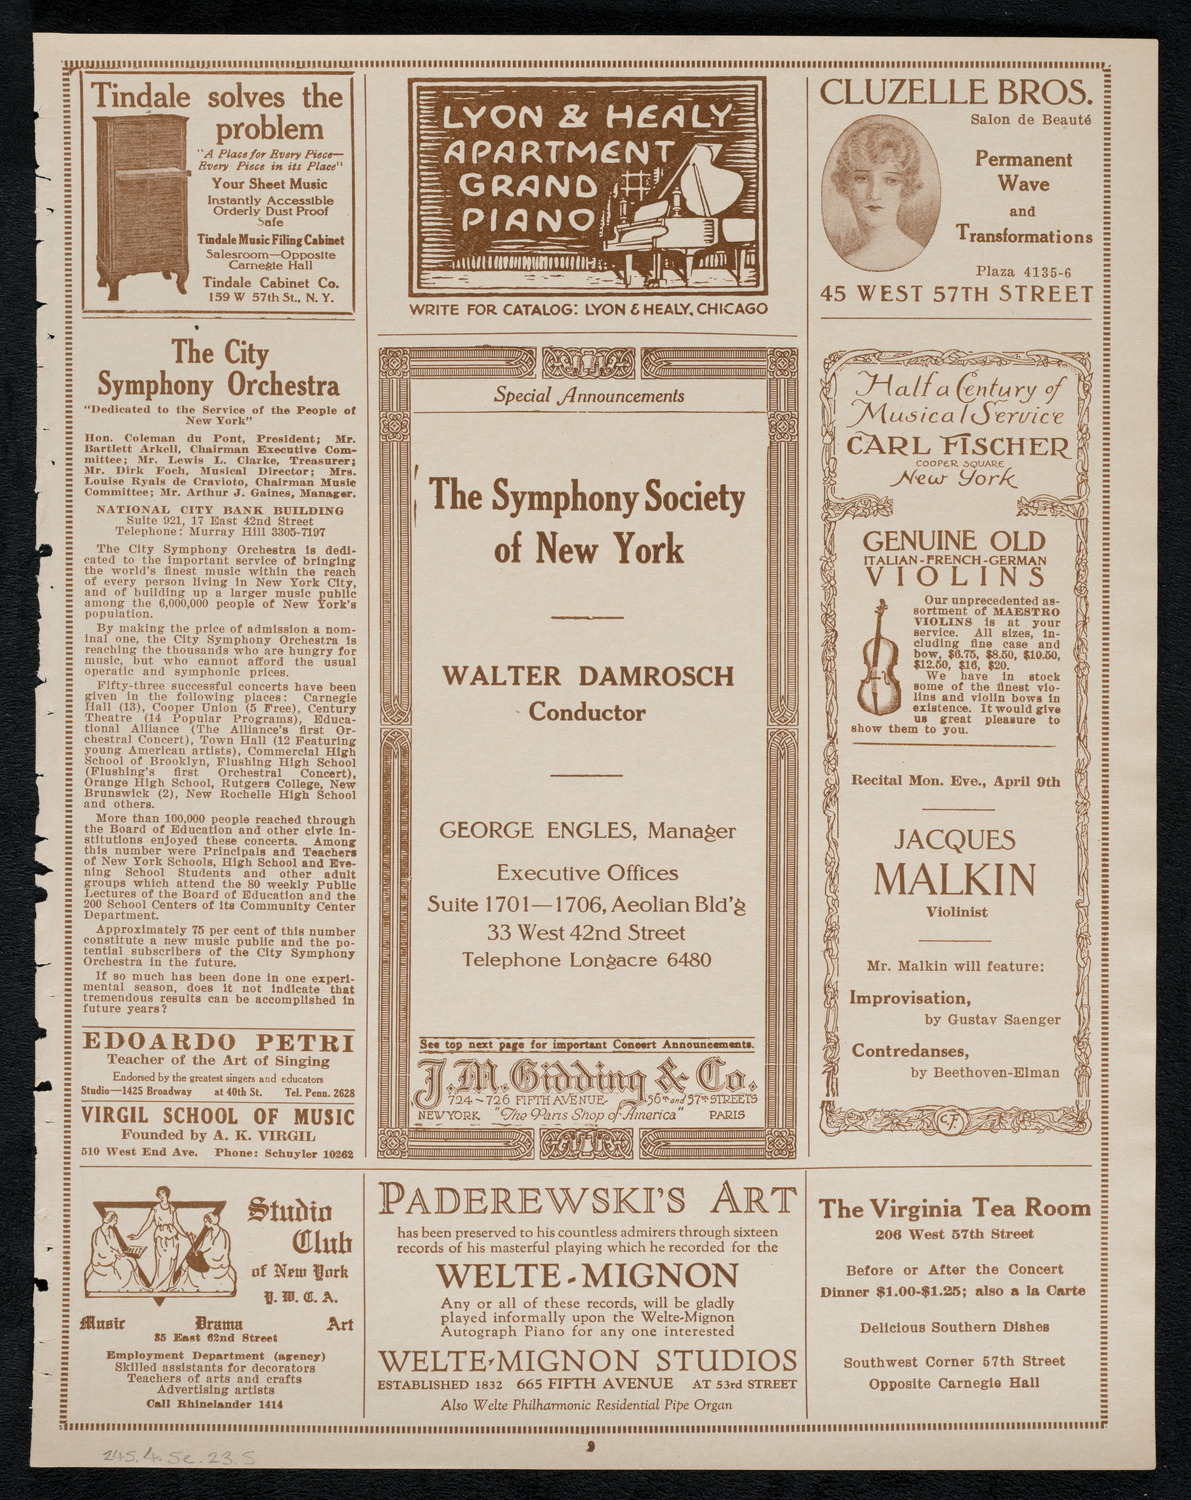 Tindale solves the
problem
"A Place for Every Piece—
Every Piece in its Place"
Your Sheet Music
Instantly Accessible
Orderly Dust Proof
Safe
Tindale Music Filing Cabinet
Salesroom—Opposite
Carnegie Hall
Tindale Cabinet Co.
159 W 57th St., N. Y.
LYON & HEALY
APARTMENT
GRAND
PIANO
WRITE FOR CATALOG: LYON & HEALY, CHICAGO
CLUZELLE BROS.
Salon de Beauté
Permanent
Wave
and
Transformations
Plaza 4135-6
45 WEST 57TH STREET
The City
Symphony Orchestra
"Dedicated to the Service of the People of
New York"
Hon. Coleman du Pont, President; Mr.
Bartlett Arkell, Chairman Executive Com-
mittee; Mr. Lewis L. Clarke, Treasurer;
Mr. Dirk Foch, Musical Director; Mrs.
Louise Ryals de Cravioto, Chairman Music
Committee; Mr. Arthur J. Gaines, Manager.
NATIONAL CITY BANK BUILDING
Suite 921, 17 East 42nd Street
Telephone: Murray Hill 3305-7197
The City Symphony Orchestra is dedi-
cated to the important service of bringing
the world's finest music within the reach
of every person living in New York City,
and of building up a larger music public
among the 6,000,000 people of New York's
population.
By making the price of admission a nom-
inal one, the City Symphony Orchestra is
reaching the thousands who are hungry for
music, but who cannot afford the usual
operatic and symphonic prices.
Fifty-three successful concerts have been
given in the following places: Carnegie
Hall (13), Cooper Union (5 Free), Century
Theatre (14 Popular Programs), Educa-
tional Alliance (The Alliance's first Or-
chestral Concert), Town Hall (12 Featuring
young American artists), Commercial High
School of Brooklyn, Flushing High School
(Flushing's first Orchestral Concert),
Orange High School, Rutgers College, New
Brunswick (2), New Rochelle High School
and others.
More than 100,000 people reached through
the Board of Education and other civic in-
stitutions enjoyed these concerts. Among
this number were Principals and Teachers
of New York Schools, High School and Eve-
ning School Students and other adult
groups which attend the 80 weekly Public
Lectures of the Board of Education and the
200 School Centers of its Community Center
Department.
Approximately 75 per cent of this number
constitute a new music public and the po-
tential subscribers of the City Symphony
Orchestra in the future.
If so much has been done in one experi-
mental season, does it not indicate that
tremendous results can be accomplished in
future years?
EDOARDO PETRI
Teacher of the Art of Singing
Endorsed by the greatest singers and educators
Studio—1425 Broadway at 40th St. Tel. Penn. 2628
VIRGIL SCHOOL OF MUSIC
Founded by A. K. VIRGIL
510 West End Ave. Phone: Schuyler 10262
Special Announcements
The Symphony Society
of New York
WALTER DAMROSCH
Conductor
GEORGE ENGLES, Manager
Executive Offices
Suite 1701—1706, Aeolian Bld'g
33 West 42nd Street
Telephone Longacre 6480
See top next page for important Concert Announcements.
J. M. Gidding & Co.
724~726 FIFTH AVENUE~ 56th and 57th STREETS
NEW YORK "The Paris Shop of America" PARIS
Half a Century of
Musical Service
CARL FISCHER
COOPER SQUARE
New York
GENUINE OLD
ITALIAN-FRENCH-GERMAN
VIOLINS
Our unprecedented as-
sortment of MAESTRO
VIOLINS is at your
service. All sizes, in-
cluding fine case and
bow, $6.75, $8.50, $10.50,
$12.50, $16, $20.
We have in stock
some of the finest vio-
lins and violin bows in
existence. It would give
us great pleasure to
show them to you.
Recital Mon. Eve., April 9th
JACQUES
MALKIN
Violinist
Mr. Malkin will feature:
Improvisation,
by Gustav Saenger
Contredanses,
by Beethoven-Elman
C.F.
Studio
Club
of New York
Y. W. C. A.
Music Drama Art
35 East 62nd Street
Employment Department (agency)
Skilled assistants for decorators
Teachers of arts and crafts
Advertising artists
Call Rhinelander 1414
PADEREWSKI'S ART
has been preserved to his countless admirers through sixteen
records of his masterful playing which he recorded for the
WELTE-MIGNON
Any or all of these records, will be gladly
played informally upon the Welte-Mignon
Autograph Piano for any one interested
WELTE-MIGNON STUDIOS
ESTABLISHED 1832 665 FIFTH AVENUE AT 53rd STREET
Also Welte Philharmonic Residential Pipe Organ
The Virginia Tea Room
206 West 57th Street
Before or After the Concert
Dinner $1.00-$1.25; also a la Carte
Delicious Southern Dishes
Southwest Corner 57th Street
Opposite Carnegie Hall
9
245.4.5e.23.5